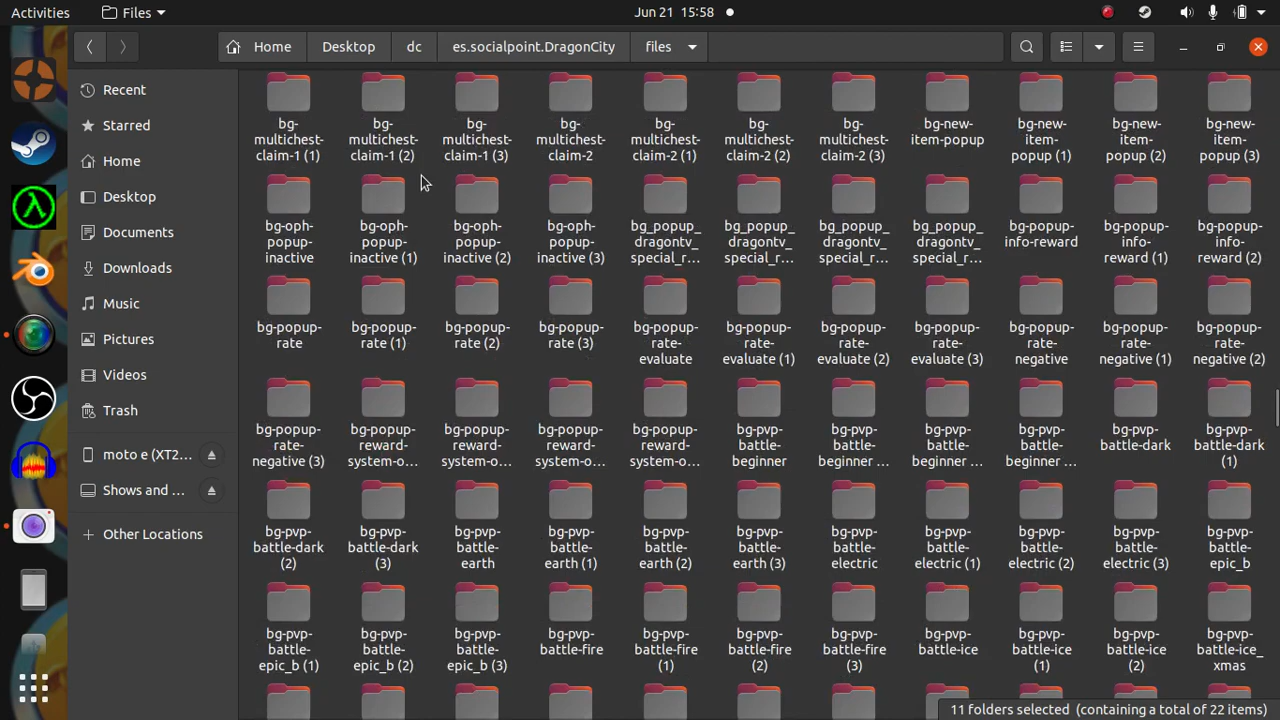 Activities Files Jun 21 15:58
Home Desktop dc es.socialpoint.DragonCity files
Recent
Starred
Home
Desktop
Documents
Downloads
Music
Pictures
Videos
Trash
moto e (XT2…
Shows and …
Other Locations
bg-multichest-claim-1 (1) bg-multichest-claim-1 (2) bg-multichest-claim-1 (3) bg-multichest-claim-2 bg-multichest-claim-2 (1) bg-multichest-claim-2 (2) bg-multichest-claim-2 (3) bg-new-item-popup bg-new-item-popup (1) bg-new-item-popup (2) bg-new-item-popup (3)
bg-oph-popup-inactive bg-oph-popup-inactive (1) bg-oph-popup-inactive (2) bg-oph-popup-inactive (3) bg_popup_dragontv_special_r… bg_popup_dragontv_special_r… bg_popup_dragontv_special_r… bg_popup_dragontv_special_r… bg-popup-info-reward bg-popup-info-reward (1) bg-popup-info-reward (2)
bg-popup-rate bg-popup-rate (1) bg-popup-rate (2) bg-popup-rate (3) bg-popup-rate-evaluate bg-popup-rate-evaluate (1) bg-popup-rate-evaluate (2) bg-popup-rate-evaluate (3) bg-popup-rate-negative bg-popup-rate-negative (1) bg-popup-rate-negative (2)
bg-popup-rate-negative (3) bg-popup-reward-system-o… bg-popup-reward-system-o… bg-popup-reward-system-o… bg-popup-reward-system-o… bg-pvp-battle-beginner bg-pvp-battle-beginner … bg-pvp-battle-beginner … bg-pvp-battle-beginner … bg-pvp-battle-dark bg-pvp-battle-dark (1)
bg-pvp-battle-dark (2) bg-pvp-battle-dark (3) bg-pvp-battle-earth bg-pvp-battle-earth (1) bg-pvp-battle-earth (2) bg-pvp-battle-earth (3) bg-pvp-battle-electric bg-pvp-battle-electric (1) bg-pvp-battle-electric (2) bg-pvp-battle-electric (3) bg-pvp-battle-epic_b
bg-pvp-battle-epic_b (1) bg-pvp-battle-epic_b (2) bg-pvp-battle-epic_b (3) bg-pvp-battle-fire bg-pvp-battle-fire (1) bg-pvp-battle-fire (2) bg-pvp-battle-fire (3) bg-pvp-battle-ice bg-pvp-battle-ice (1) bg-pvp-battle-ice (2) bg-pvp-battle-ice_xmas
11 folders selected (containing a total of 22 items)